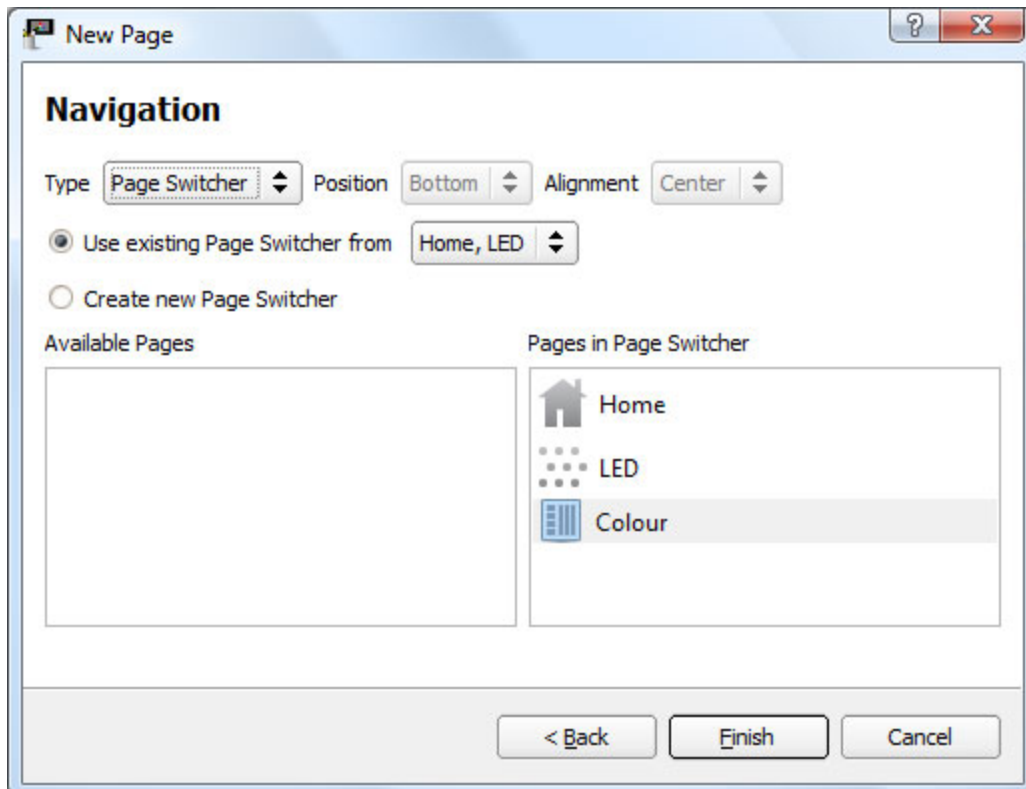 New Page
Navigation
Type Page Switcher Position Bottom Alignment Center
Use existing Page Switcher from Home, LED
Create new Page Switcher
Available Pages Pages in Page Switcher
Home
LED
Colour
< Back Finish Cancel